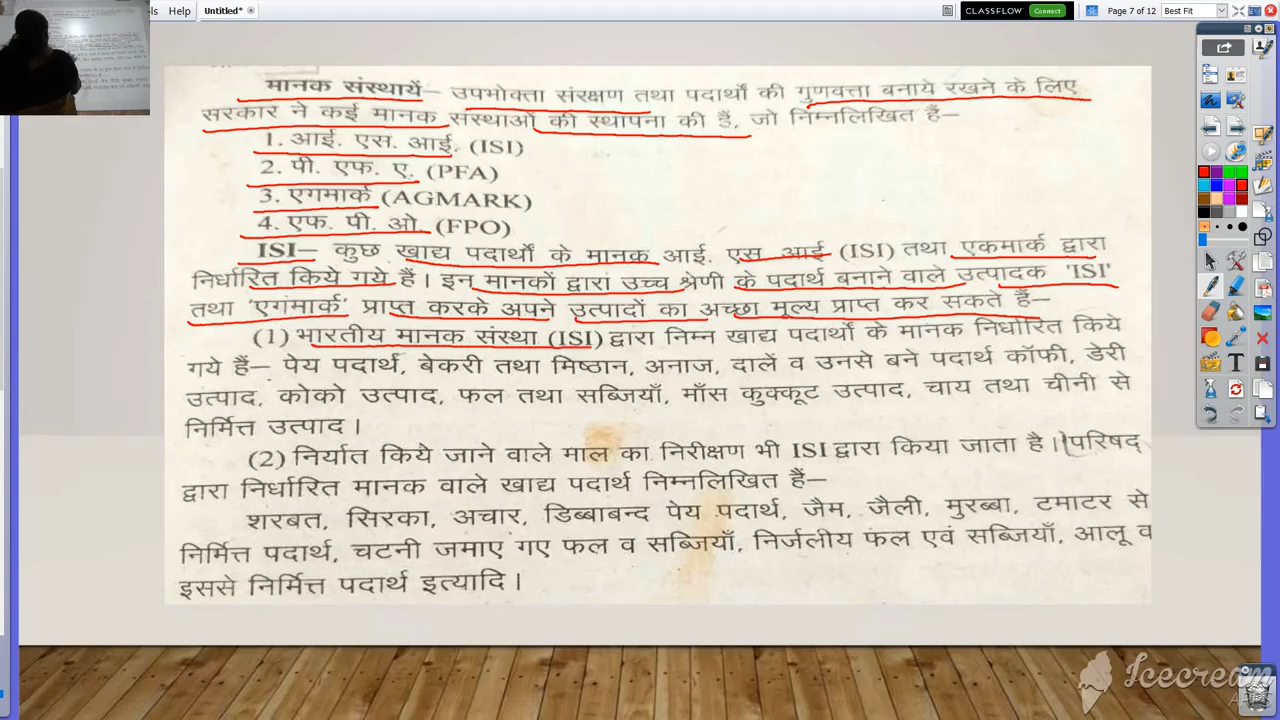 ls Help Untitled* CLASSFLOW Connect Page 7 of 12 Best Fit
मानक संस्थायें– उपभोक्ता संरक्षण तथा पदार्थों की गुणवत्ता बनाये रखने के लिए
सरकार ने कई मानक संस्थाओं की स्थापना की है, जो निम्नलिखित हैं–
1. आई. एस. आई. (ISI)
2. पी. एफ. ए. (PFA)
3. एगमार्क (AGMARK)
4. एफ. पी. ओ. (FPO)
ISI– कुछ खाद्य पदार्थों के मानक आई. एस आई (ISI) तथा एकमार्क द्वारा
निर्धारित किये गये हैं। इन मानकों द्वारा उच्च श्रेणी के पदार्थ बनाने वाले उत्पादक 'ISI'
तथा 'एगमार्क' प्राप्त करके अपने उत्पादों का अच्छा मूल्य प्राप्त कर सकते हैं–
(1) भारतीय मानक संस्था (ISI) द्वारा निम्न खाद्य पदार्थों के मानक निर्धारित किये
गये हैं– पेय पदार्थ, बेकरी तथा मिष्ठान, अनाज, दालें व उनसे बने पदार्थ कॉफी, डेरी
उत्पाद, कोको उत्पाद, फल तथा सब्जियाँ, माँस कुक्कूट उत्पाद, चाय तथा चीनी से
निर्मित्त उत्पाद।
(2) निर्यात किये जाने वाले माल का निरीक्षण भी ISI द्वारा किया जाता है। परिषद्
द्वारा निर्धारित मानक वाले खाद्य पदार्थ निम्नलिखित हैं–
शरबत, सिरका, अचार, डिब्बाबन्द पेय पदार्थ, जैम, जैली, मुरब्बा, टमाटर से
निर्मित्त पदार्थ, चटनी जमाए गए फल व सब्जियाँ, निर्जलीय फल एवं सब्जियाँ, आलू व
इससे निर्मित्त पदार्थ इत्यादि।
Icecream
APPS